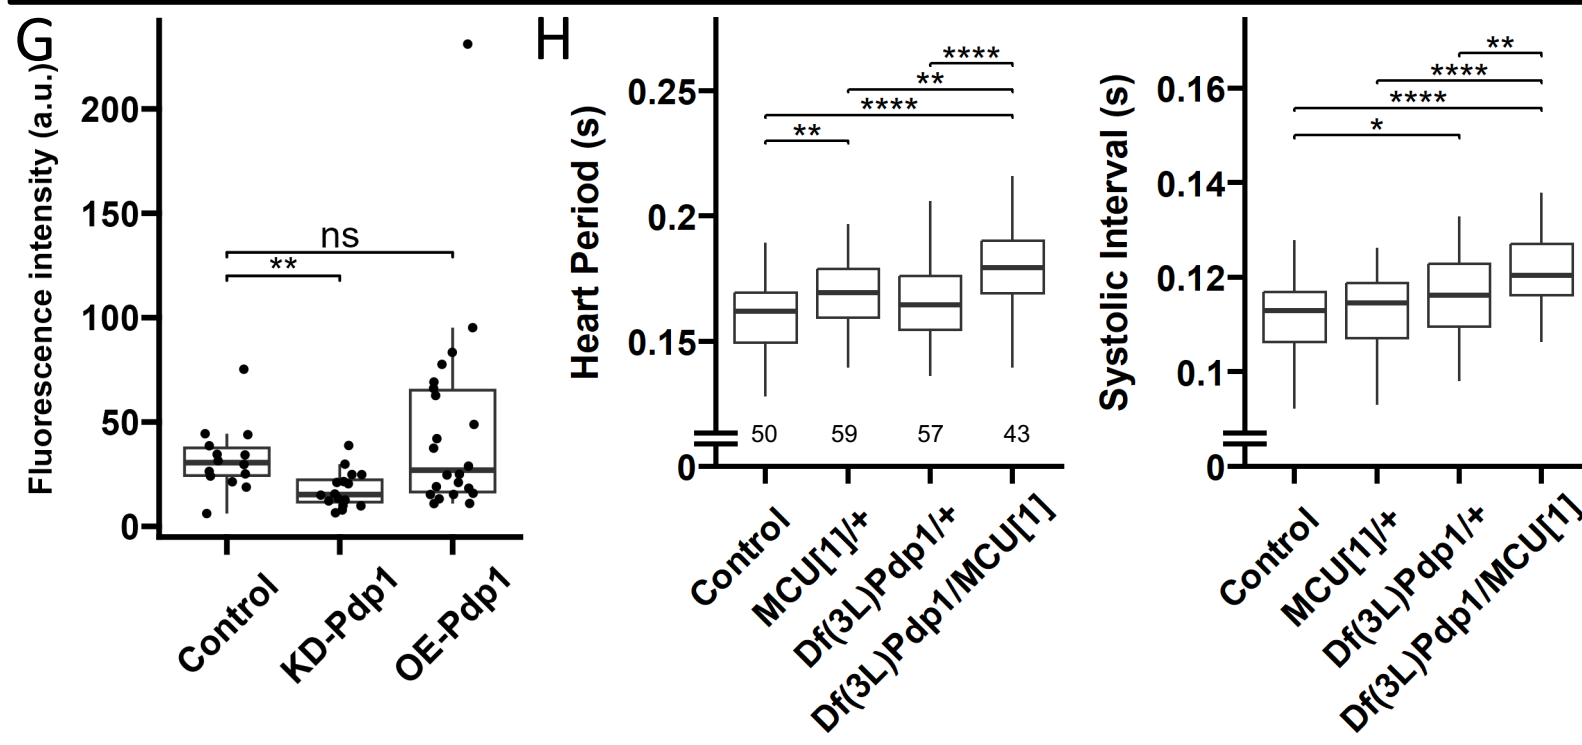 G
Fluorescence intensity (a.u.)
200
150
100
50
0
ns
**
Control
KD-Pdp1
OE-Pdp1
H
Heart Period (s)
0.25
0.2
0.15
0
****
**
****
**
50 59 57 43
Control
MCU[1]/+
Df(3L)Pdp1/+
Df(3L)Pdp1/MCU[1]
Systolic Interval (s)
0.16
0.14
0.12
0.1
0
**
****
****
*
Control
MCU[1]/+
Df(3L)Pdp1/+
Df(3L)Pdp1/MCU[1]